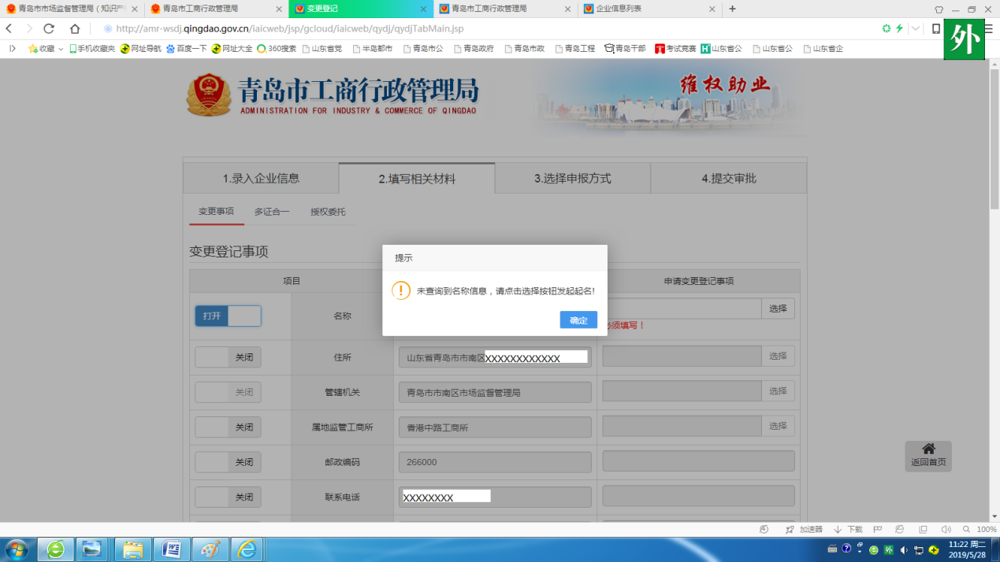 青岛市市场监督管理局（知识产
青岛市工商行政管理局
变更登记
青岛市工商行政管理局
企业信息列表
http://amr-wsdj.qingdao.gov.cn/iaicweb/jsp/gcloud/iaicweb/qydj/qydjTabMain.jsp
外
收藏 手机收藏夹 网址导航 百度一下 网址大全 360搜索 山东省党 半岛都市 青岛市公 青岛政府 青岛市政 青岛工程 青岛干部 考试竞赛 山东省公 山东省公 山东省企
青岛市工商行政管理局
ADMINISTRATION FOR INDUSTRY & COMMERCE OF QINGDAO
维权助业
1.录入企业信息 2.填写相关材料 3.选择申报方式 4.提交审批
变更事项 多证合一 授权委托
变更登记事项
项目 申请变更登记事项
提示
未查询到名称信息，请点击选择按钮发起起名!
确定
打开 名称 选择
必须填写！
关闭 住所 山东省青岛市市南区XXXXXXXXXXXX 选择
关闭 管辖机关 青岛市市南区市场监督管理局 选择
关闭 属地监管工商所 香港中路工商所 选择
关闭 邮政编码 266000
关闭 联系电话 XXXXXXXX
返回首页
加速器 下载 100%
外
11:22 周二
2019/5/28